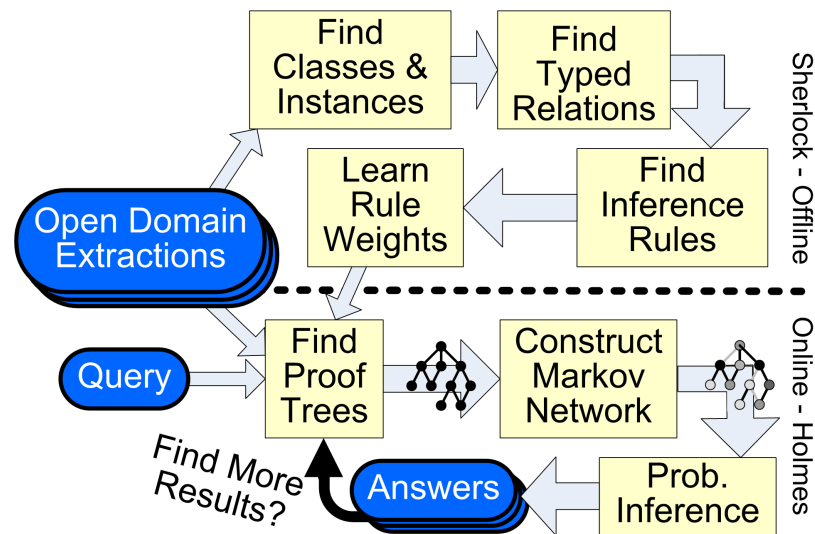 Find
Classes &
Instances
Find
Typed
Relations
Sherlock - Offline
Learn
Rule
Weights
Find
Inference
Rules
Open Domain
Extractions
Query
Find
Proof
Trees
Construct
Markov
Network
Online - Holmes
Find More
Results?
Answers
Prob.
Inference